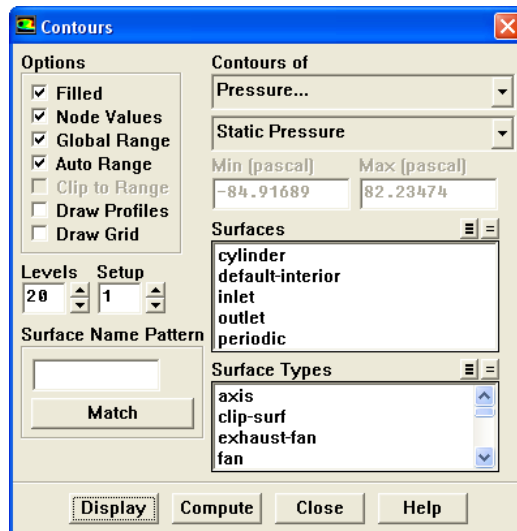 Contours
Options
Filled
Node Values
Global Range
Auto Range
Clip to Range
Draw Profiles
Draw Grid
Levels Setup
20 1
Surface Name Pattern
Match
Contours of
Pressure...
Static Pressure
Min (pascal) Max (pascal)
-84.91689 82.23474
Surfaces
cylinder
default-interior
inlet
outlet
periodic
Surface Types
axis
clip-surf
exhaust-fan
fan
Display Compute Close Help